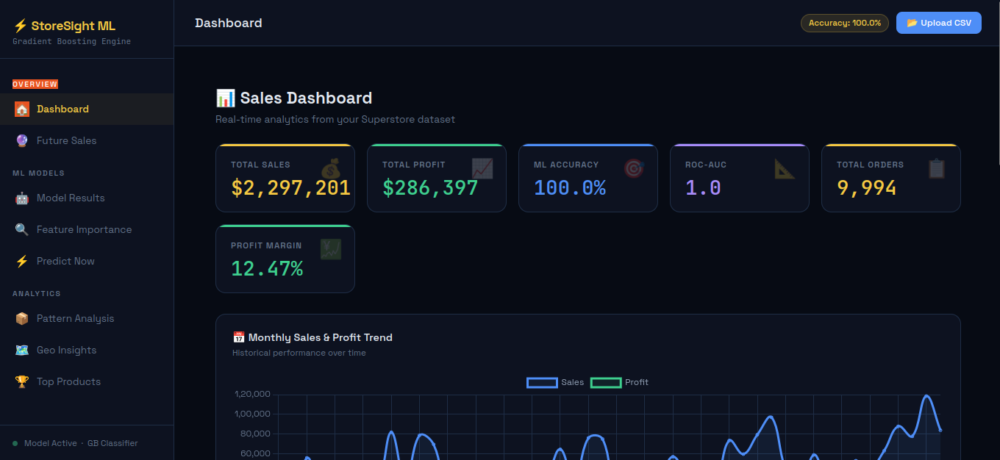 ⚡ StoreSight ML
Gradient Boosting Engine
OVERVIEW
🏠 Dashboard
🔮 Future Sales
ML MODELS
🤖 Model Results
🔍 Feature Importance
⚡ Predict Now
ANALYTICS
📦 Pattern Analysis
🗺️ Geo Insights
🏆 Top Products
Model Active · GB Classifier
Dashboard
Accuracy: 100.0%
📂 Upload CSV
📊 Sales Dashboard
Real-time analytics from your Superstore dataset
TOTAL SALES
$2,297,201
TOTAL PROFIT
$286,397
ML ACCURACY
100.0%
ROC-AUC
1.0
TOTAL ORDERS
9,994
PROFIT MARGIN
12.47%
📅 Monthly Sales & Profit Trend
Historical performance over time
Sales Profit
1,20,000
1,00,000
80,000
60,000